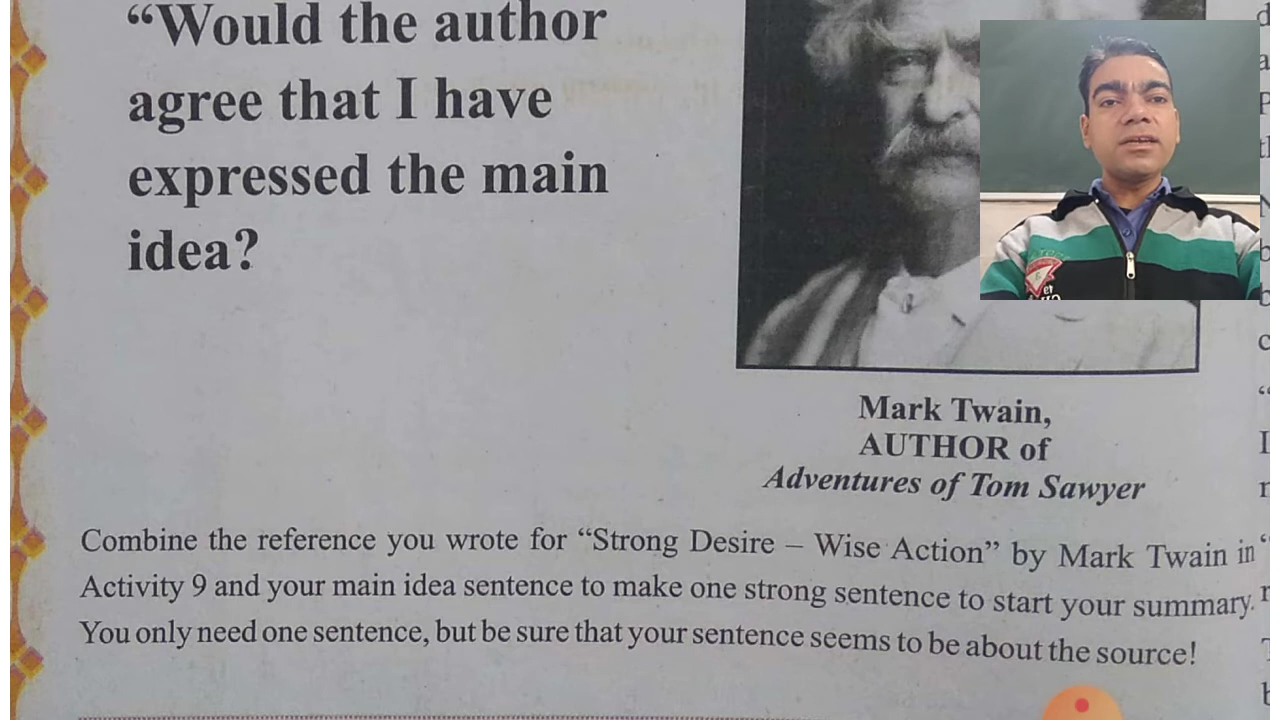 “Would the author
agree that I have
expressed the main
idea?
Mark Twain,
AUTHOR of
Adventures of Tom Sawyer
Combine the reference you wrote for “Strong Desire – Wise Action” by Mark Twain in
Activity 9 and your main idea sentence to make one strong sentence to start your summary.
You only need one sentence, but be sure that your sentence seems to be about the source!